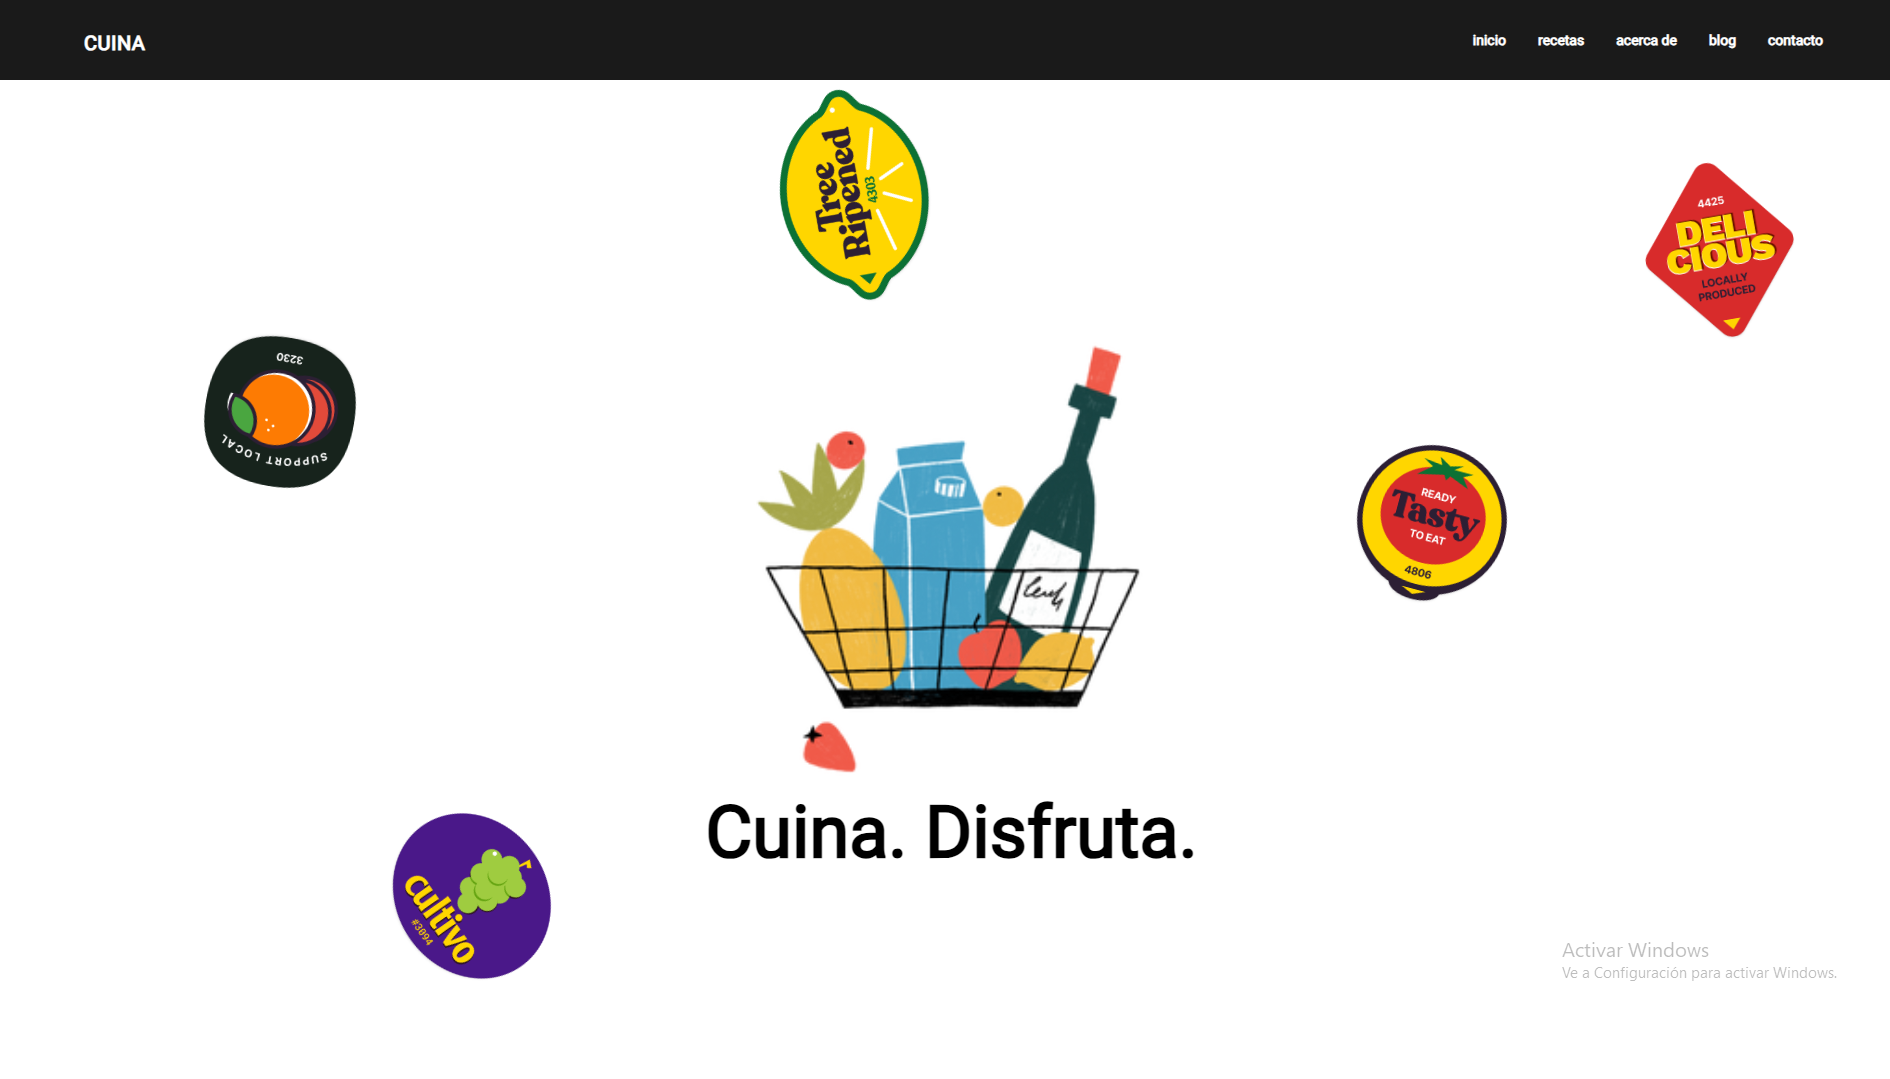 CUINA
inicio
recetas
acerca de
blog
contacto
Tree
Ripened
4303
4425
DELI
CIOUS
LOCALLY
PRODUCED
3230
SUPPORT LOCAL
READY
Tasty
TO EAT
4806
Cuina. Disfruta.
cultivo
#3094
Activar Windows
Ve a Configuración para activar Windows.